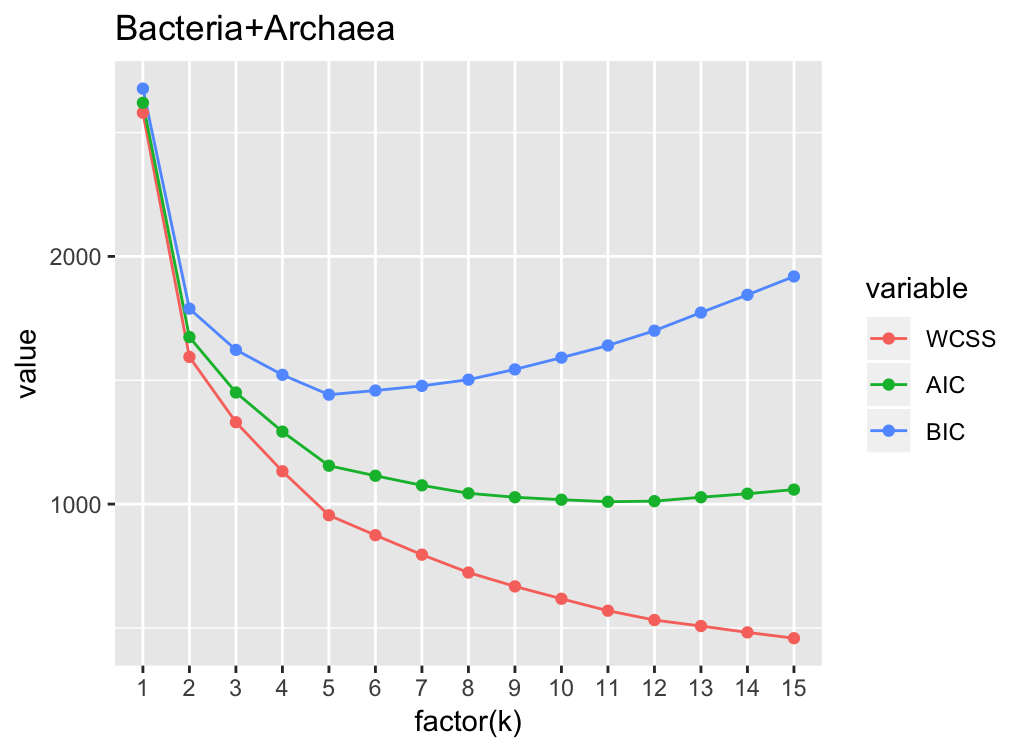 Bacteria+Archaea
value
2000
1000
1 2 3 4 5 6 7 8 9 10 11 12 13 14 15
factor(k)
variable
WCSS
AIC
BIC